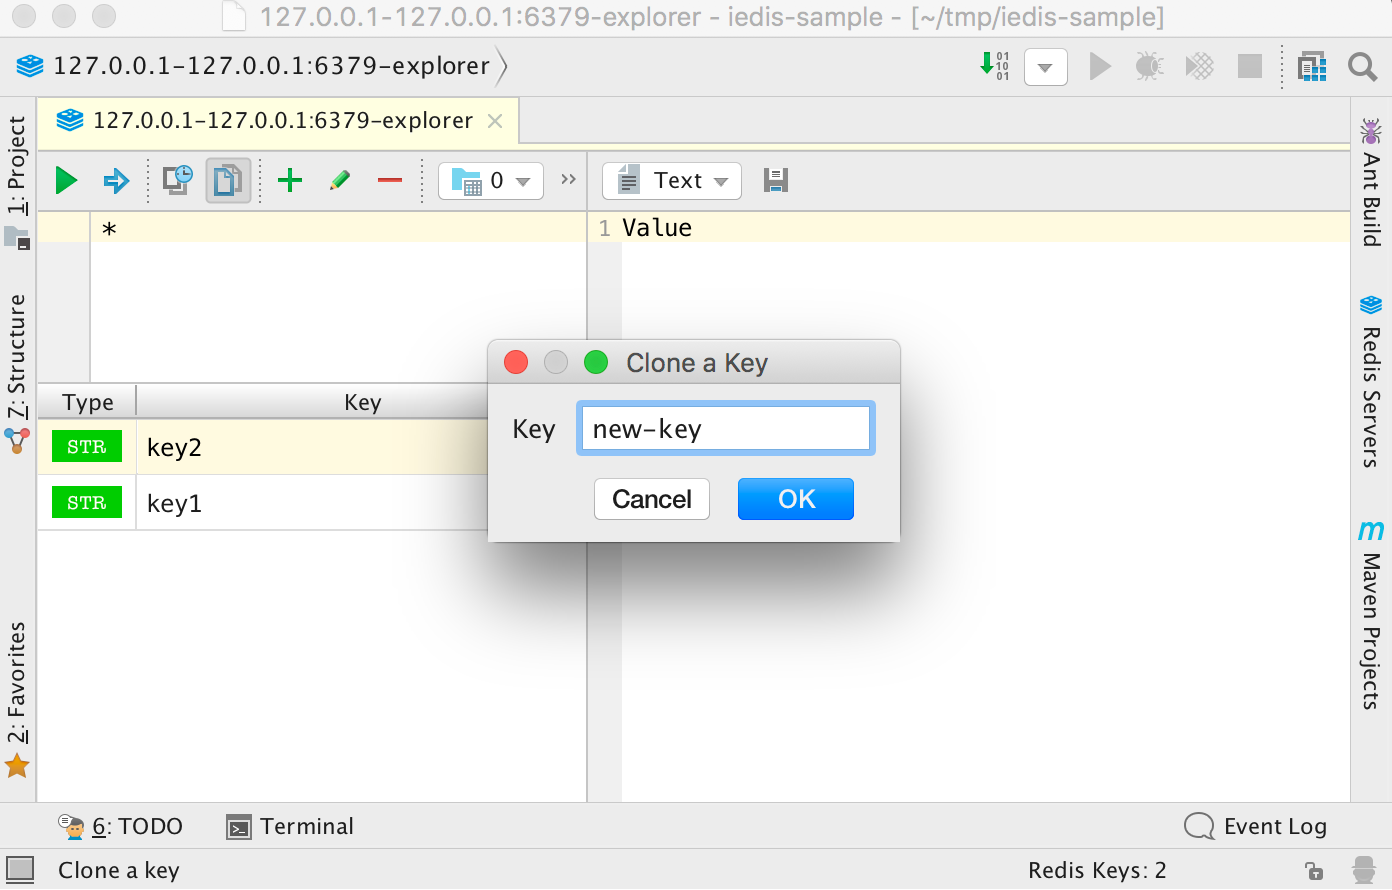 127.0.0.1-127.0.0.1:6379-explorer - iedis-sample - [~/tmp/iedis-sample]
127.0.0.1-127.0.0.1:6379-explorer
01
10
01
127.0.0.1-127.0.0.1:6379-explorer
1: Project
7: Structure
2: Favorites
0
>>
Text
*
1 Value
Type Key
STR key2
STR key1
Clone a Key
Key new-key
Cancel OK
Ant Build
Redis Servers
m
Maven Projects
6: TODO Terminal Event Log
Clone a key Redis Keys: 2